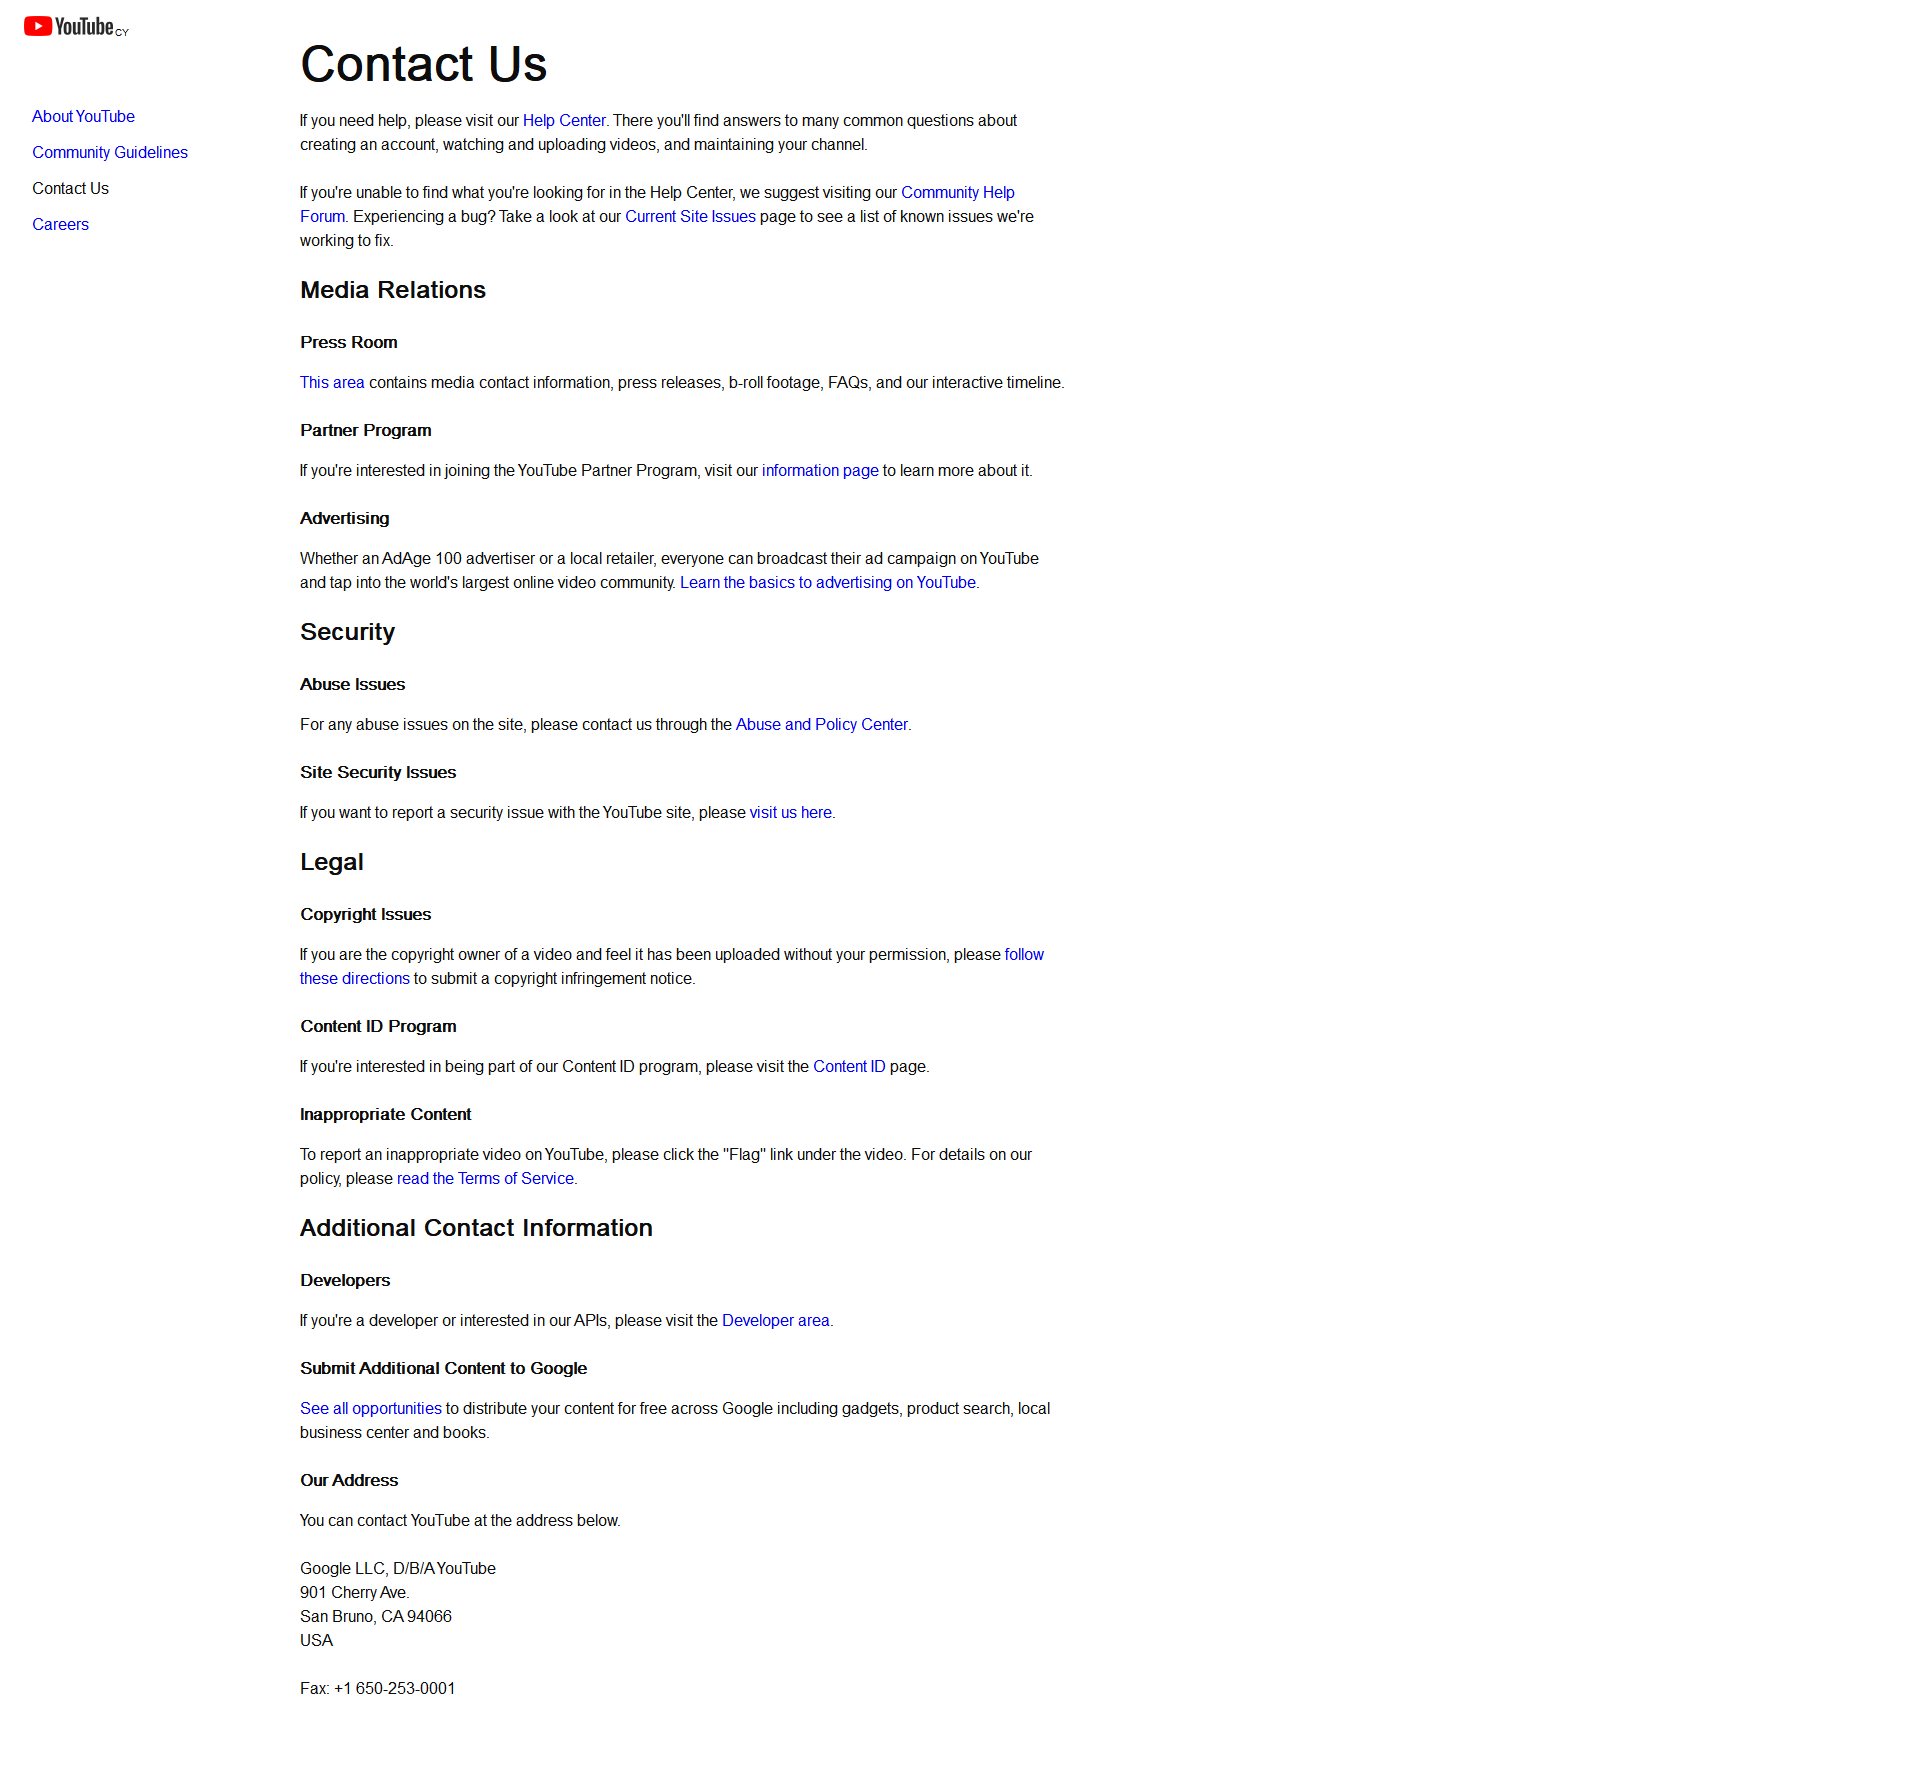 YouTube CY
Contact Us
About YouTube
Community Guidelines
Contact Us
Careers
If you need help, please visit our Help Center. There you'll find answers to many common questions about
creating an account, watching and uploading videos, and maintaining your channel.
If you're unable to find what you're looking for in the Help Center, we suggest visiting our Community Help
Forum. Experiencing a bug? Take a look at our Current Site Issues page to see a list of known issues we're
working to fix.
Media Relations
Press Room
This area contains media contact information, press releases, b-roll footage, FAQs, and our interactive timeline.
Partner Program
If you're interested in joining the YouTube Partner Program, visit our information page to learn more about it.
Advertising
Whether an AdAge 100 advertiser or a local retailer, everyone can broadcast their ad campaign on YouTube
and tap into the world's largest online video community. Learn the basics to advertising on YouTube.
Security
Abuse Issues
For any abuse issues on the site, please contact us through the Abuse and Policy Center.
Site Security Issues
If you want to report a security issue with the YouTube site, please visit us here.
Legal
Copyright Issues
If you are the copyright owner of a video and feel it has been uploaded without your permission, please follow
these directions to submit a copyright infringement notice.
Content ID Program
If you're interested in being part of our Content ID program, please visit the Content ID page.
Inappropriate Content
To report an inappropriate video on YouTube, please click the "Flag" link under the video. For details on our
policy, please read the Terms of Service.
Additional Contact Information
Developers
If you're a developer or interested in our APIs, please visit the Developer area.
Submit Additional Content to Google
See all opportunities to distribute your content for free across Google including gadgets, product search, local
business center and books.
Our Address
You can contact YouTube at the address below.
Google LLC, D/B/A YouTube
901 Cherry Ave.
San Bruno, CA 94066
USA
Fax: +1 650-253-0001